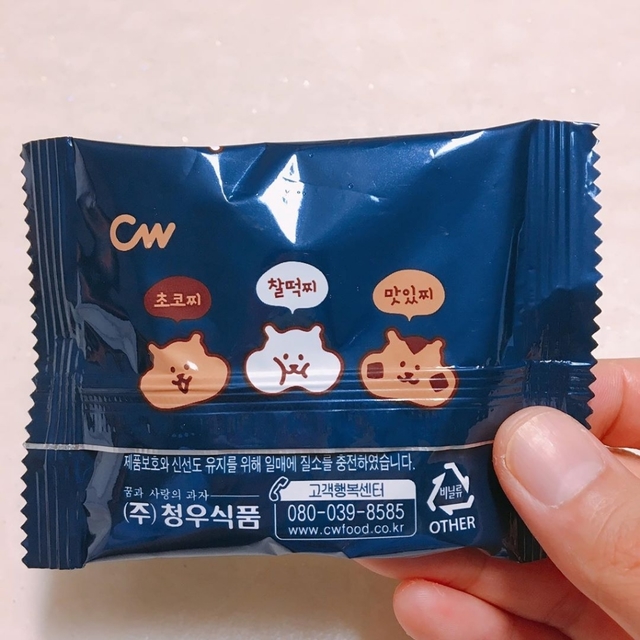 CW
초코찌
찰떡찌
맛있찌
제품보호와 신선도 유지를 위해 일매에 질소를 충전하였습니다.
꿈과 사랑의 과자
(주) 청우식품
고객행복센터
080-039-8585
www.cwfood.co.kr
비닐류
OTHER